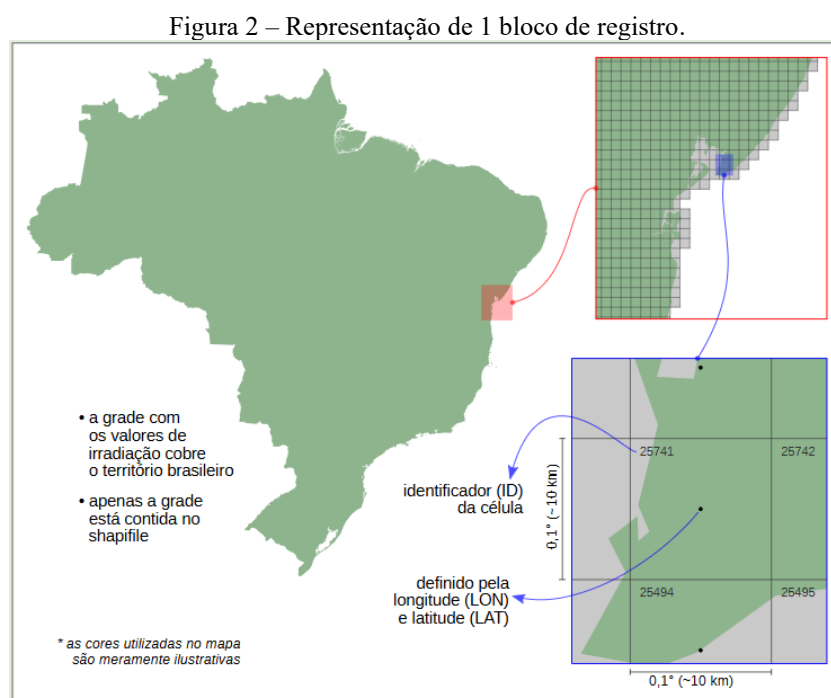 Figura 2 – Representação de 1 bloco de registro.
• a grade com
os valores de
irradiação cobre
o território brasileiro
• apenas a grade
está contida no
shapifile
* as cores utilizadas no mapa
são meramente ilustrativas
identificador (ID)
da célula
definido pela
longitude (LON)
e latitude (LAT)
0,1° (~10 km)
25741
25742
25494
25495
0,1° (~10 km)